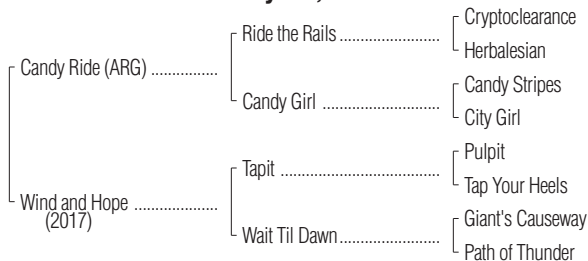 Cryptoclearance
Ride the Rails ....................
Herbalesian
Candy Ride (ARG) ................
Candy Stripes
Candy Girl .............................
City Girl
Pulpit
Tapit ......................................
Tap Your Heels
Wind and Hope ....................
(2017)
Giant's Causeway
Wait Til Dawn.......................
Path of Thunder